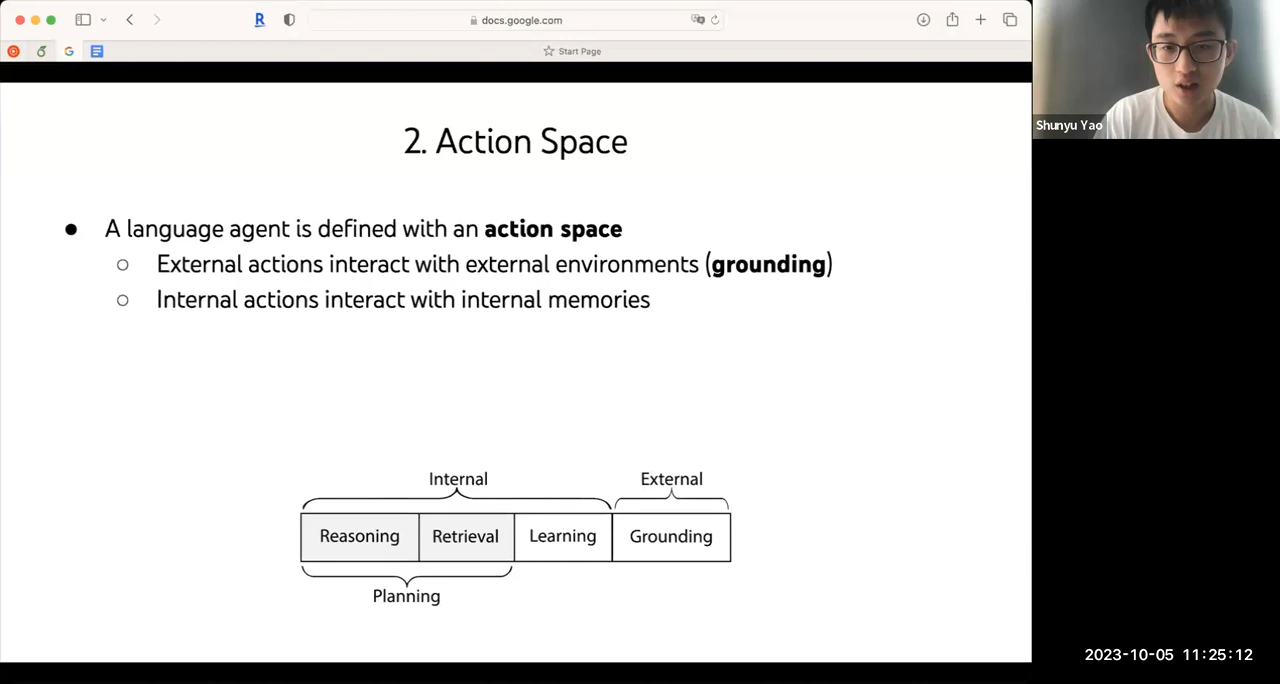 docs.google.com
Start Page
Shunyu Yao
2. Action Space
● A language agent is defined with an action space
○ External actions interact with external environments (grounding)
○ Internal actions interact with internal memories
Internal External
Reasoning Retrieval Learning Grounding
Planning
2023-10-05 11:25:12